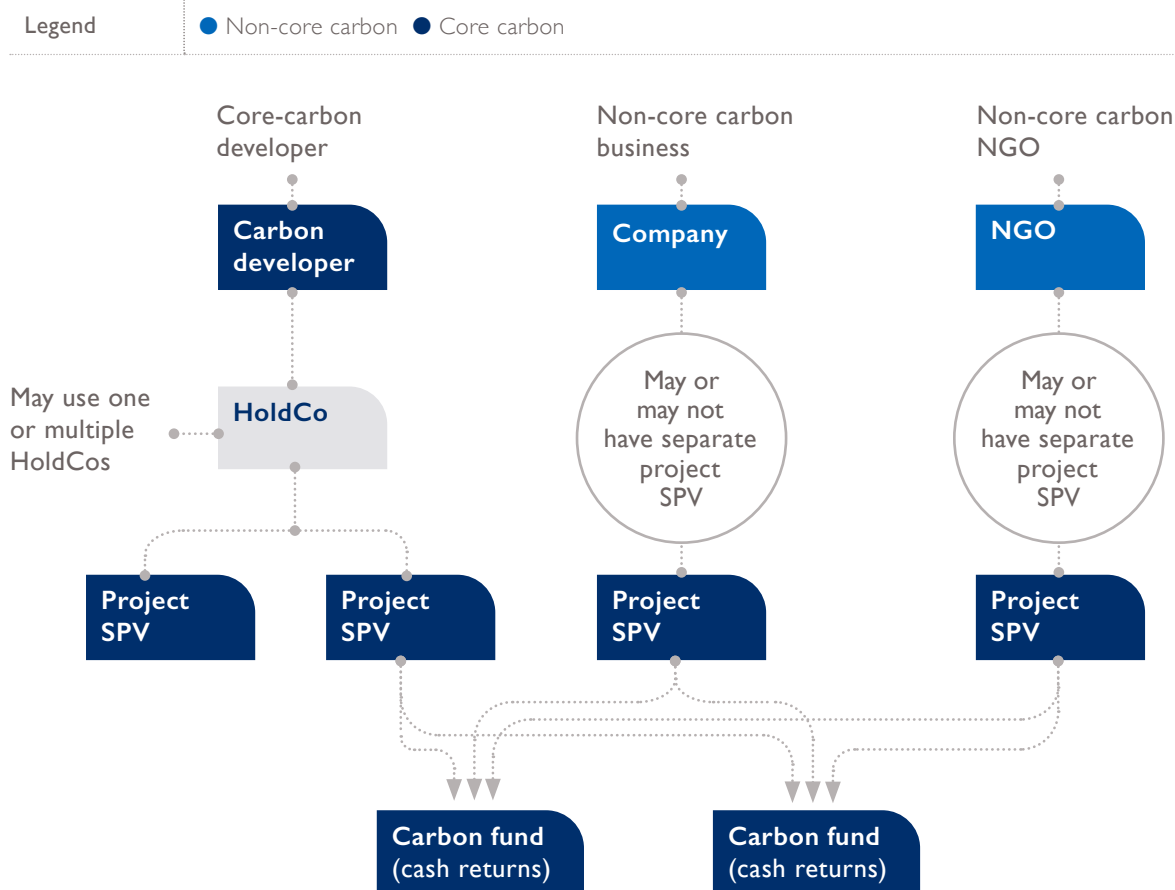 Legend
Non-core carbon
Core carbon
Core-carbon
developer
Non-core carbon
business
Non-core carbon
NGO
Carbon
developer
Company
NGO
May use one
or multiple
HoldCos
HoldCo
May or
may not
have separate
project
SPV
May or
may not
have separate
project
SPV
Project
SPV
Project
SPV
Project
SPV
Project
SPV
Carbon fund
(cash returns)
Carbon fund
(cash returns)